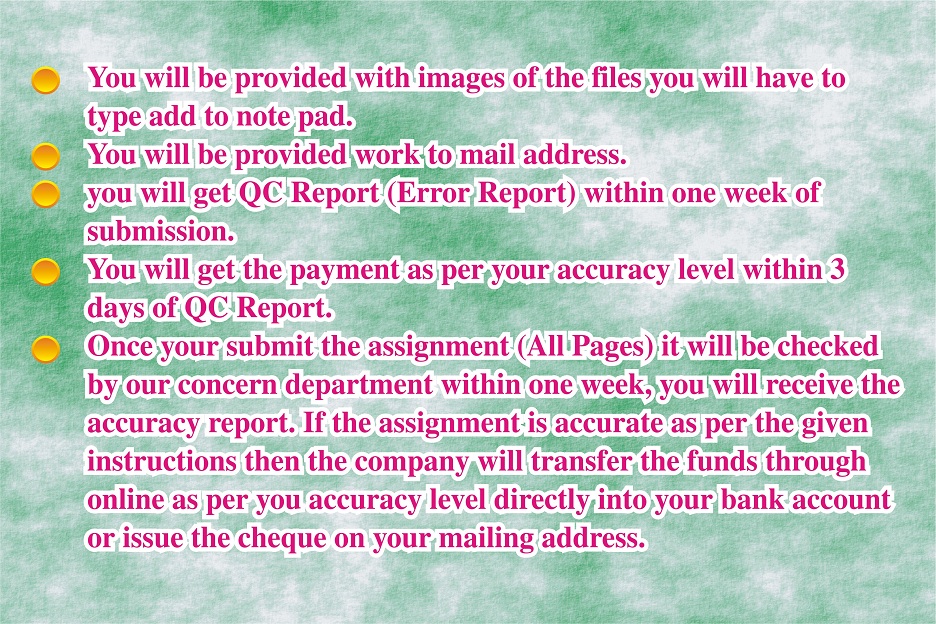 You will be provided with images of the files you will have to
type add to note pad.
You will be provided work to mail address.
you will get QC Report (Error Report) within one week of
submission.
You will get the payment as per your accuracy level within 3
days of QC Report.
Once your submit the assignment (All Pages) it will be checked
by our concern department within one week, you will receive the
accuracy report. If the assignment is accurate as per the given
instructions then the company will transfer the funds through
online as per you accuracy level directly into your bank account
or issue the cheque on your mailing address.